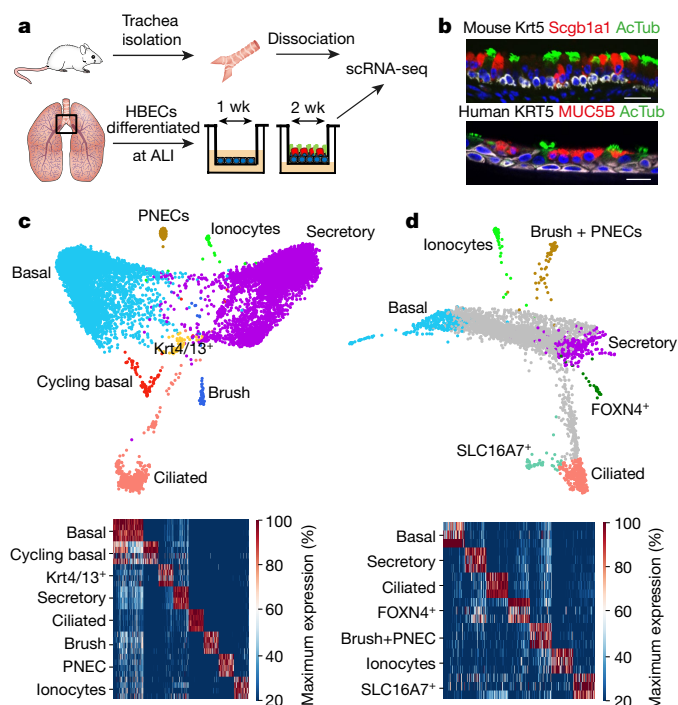 a
Trachea
isolation
Dissociation
scRNA-seq
HBECs
differentiated
at ALI
1 wk
2 wk
b
Mouse Krt5 Scgb1a1 AcTub
Human KRT5 MUC5B AcTub
c
PNECs
Ionocytes
Secretory
Basal
Krt4/13+
Cycling basal
Brush
Ciliated
Basal
Cycling basal
Krt4/13+
Secretory
Ciliated
Brush
PNEC
Ionocytes
100
80
60
40
20
Maximum expression (%)
d
Ionocytes
Brush + PNECs
Basal
Secretory
FOXN4+
SLC16A7+
Ciliated
Basal
Secretory
Ciliated
FOXN4+
Brush+PNEC
Ionocytes
SLC16A7+
100
80
60
40
20
Maximum expression (%)